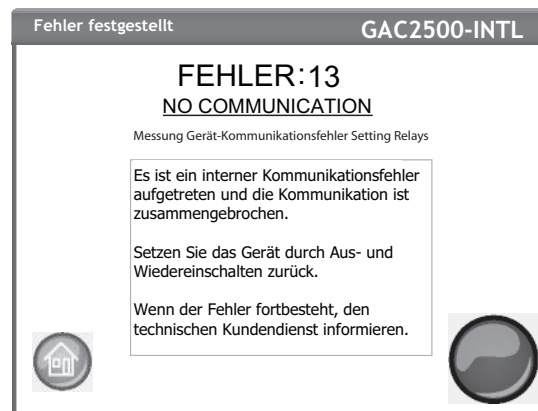 Fehler festgestellt
GAC2500-INTL
FEHLER:13
NO COMMUNICATION
Messung Gerät-Kommunikationsfehler Setting Relays
Es ist ein interner Kommunikationsfehler
aufgetreten und die Kommunikation ist
zusammengebrochen.
Setzen Sie das Gerät durch Aus- und
Wiedereinschalten zurück.
Wenn der Fehler fortbesteht, den
technischen Kundendienst informieren.